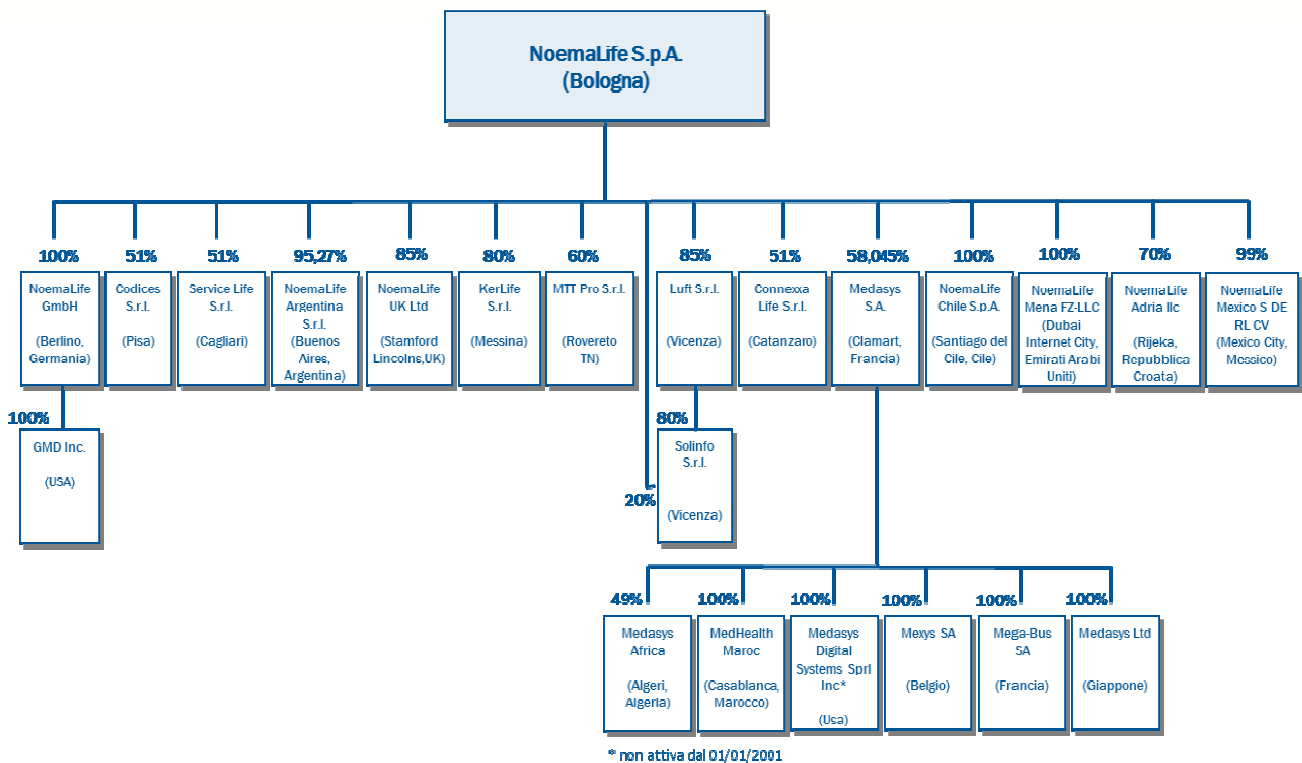 NoemaLife S.p.A.
(Bologna)
100%
51%
51%
95,27%
85%
80%
60%
85%
51%
58,045%
100%
100%
70%
99%
NoemaLife
GmbH
(Berlino,
Germania)
Codices
S.r.l.
(Pisa)
Service Life
S.r.l.
(Cagliari)
NoemaLife
Argentina
S.r.l.
(Buenos
Aires,
Argentina)
NoemaLife
UK Ltd
(Stamford
Lincolns,UK)
KerLife
S.r.l.
(Messina)
MTT Pro S.r.l.
(Rovereto
TN)
Luft S.r.l.
(Vicenza)
Connexxa
Life S.r.l.
(Catanzaro)
Medasys
S.A.
(Clamart,
Francia)
NoemaLife
Chile S.p.A.
(Santiago del
Cile, Cile)
NoemaLife
Mena FZ-LLC
(Dubai
Internet City,
Emirati Arabi
Uniti)
NoemaLife
Adria llc
(Rijeka,
Repubblica
Croata)
NoemaLife
Mexico S DE
RL CV
(Mexico City,
Messico)
100%
GMD Inc.
(USA)
80%
Solinfo
S.r.l.
(Vicenza)
20%
49%
100%
100%
100%
100%
100%
Medasys
Africa
(Algeri,
Algeria)
MedHealth
Maroc
(Casablanca,
Marocco)
Medasys
Digital
Systems Sprl
Inc*
(Usa)
Mexys SA
(Belgio)
Mega-Bus
SA
(Francia)
Medasys Ltd
(Giappone)
* non attiva dal 01/01/2001